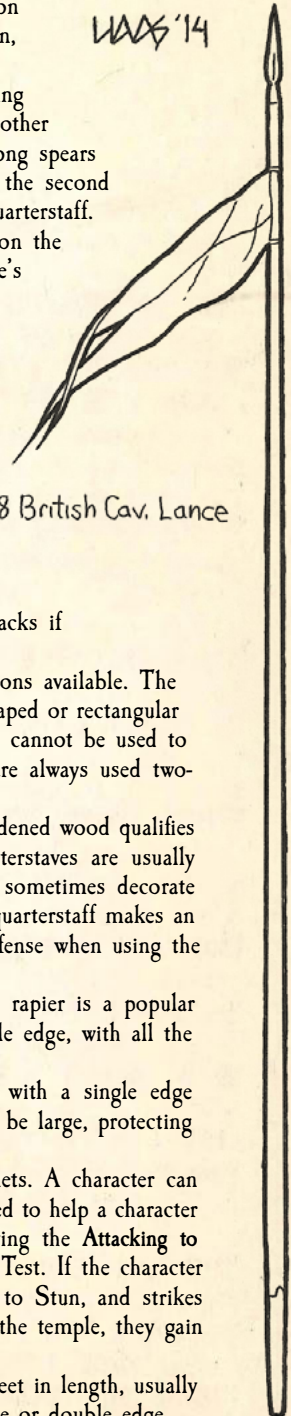 on
HAAS '14
n,
ng
other
ong spears
the second
uarterstaff.
on the
e's
8 British Cav. Lance
acks if
ons available. The
aped or rectangular
cannot be used to
re always used two-
dened wood qualifies
terstaves are usually
sometimes decorate
quarterstaff makes an
fense when using the
rapier is a popular
le edge, with all the
with a single edge
be large, protecting
ets. A character can
ed to help a character
ing the Attacking to
Test. If the character
to Stun, and strikes
the temple, they gain
eet in length, usually
e or double edge